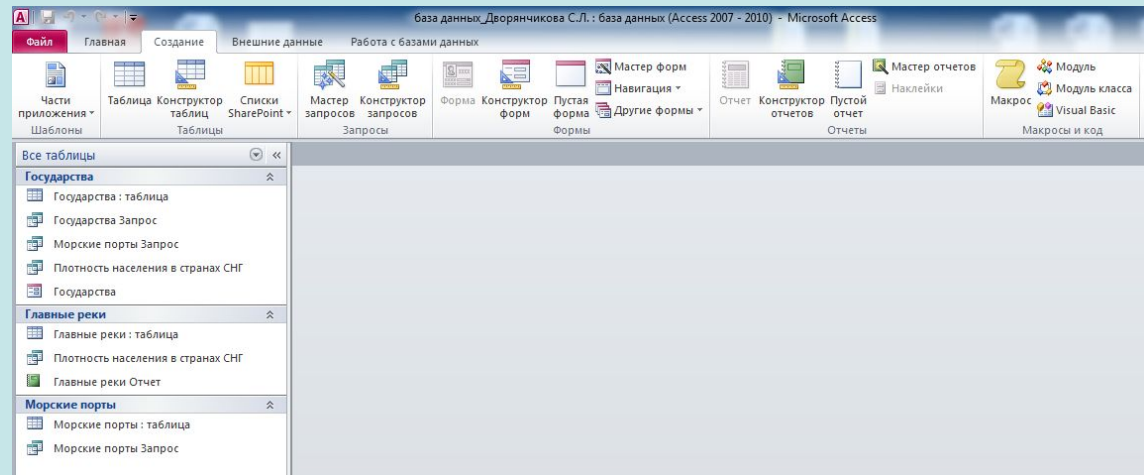 база данных_Дворянчикова С.Л. : база данных (Access 2007 - 2010) - Microsoft Access
Файл Главная Создание Внешние данные Работа с базами данных
Части приложения
Таблица
Конструктор таблиц
Списки SharePoint
Мастер запросов
Конструктор запросов
Форма
Конструктор форм
Пустая форма
Мастер форм
Навигация
Другие формы
Отчет
Конструктор отчетов
Пустой отчет
Мастер отчетов
Наклейки
Макрос
Модуль
Модуль класса
Visual Basic
Шаблоны Таблицы Запросы Формы Отчеты Макросы и код
Все таблицы
Государства
Государства : таблица
Государства Запрос
Морские порты Запрос
Плотность населения в странах СНГ
Государства
Главные реки
Главные реки : таблица
Плотность населения в странах СНГ
Главные реки Отчет
Морские порты
Морские порты : таблица
Морские порты Запрос